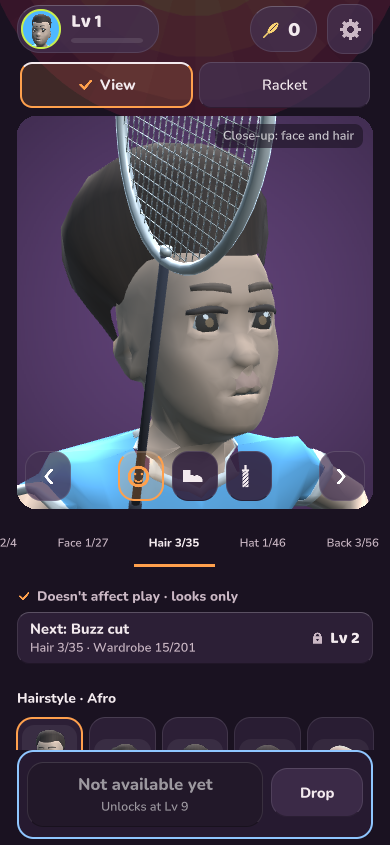 Lv 1
0
View
Racket
Close-up: face and hair
2/4
Face 1/27
Hair 3/35
Hat 1/46
Back 3/56
Doesn't affect play · looks only
Next: Buzz cut
Hair 3/35 · Wardrobe 15/201
Lv 2
Hairstyle · Afro
Not available yet
Unlocks at Lv 9
Drop